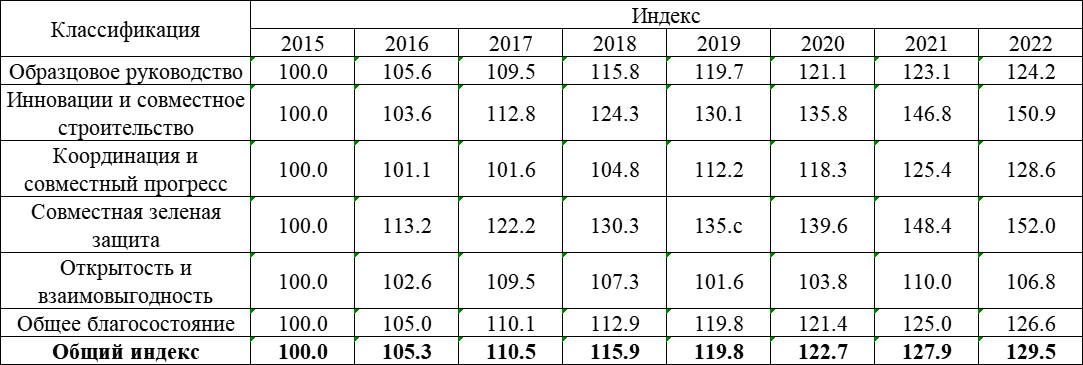 Классификация
Индекс
2015 2016 2017 2018 2019 2020 2021 2022
Образцовое руководство 100.0 105.6 109.5 115.8 119.7 121.1 123.1 124.2
Инновации и совместное
строительство 100.0 103.6 112.8 124.3 130.1 135.8 146.8 150.9
Координация и
совместный прогресс 100.0 101.1 101.6 104.8 112.2 118.3 125.4 128.6
Совместная зеленая
защита 100.0 113.2 122.2 130.3 135.с 139.6 148.4 152.0
Открытость и
взаимовыгодность 100.0 102.6 109.5 107.3 101.6 103.8 110.0 106.8
Общее благосостояние 100.0 105.0 110.1 112.9 119.8 121.4 125.0 126.6
Общий индекс 100.0 105.3 110.5 115.9 119.8 122.7 127.9 129.5